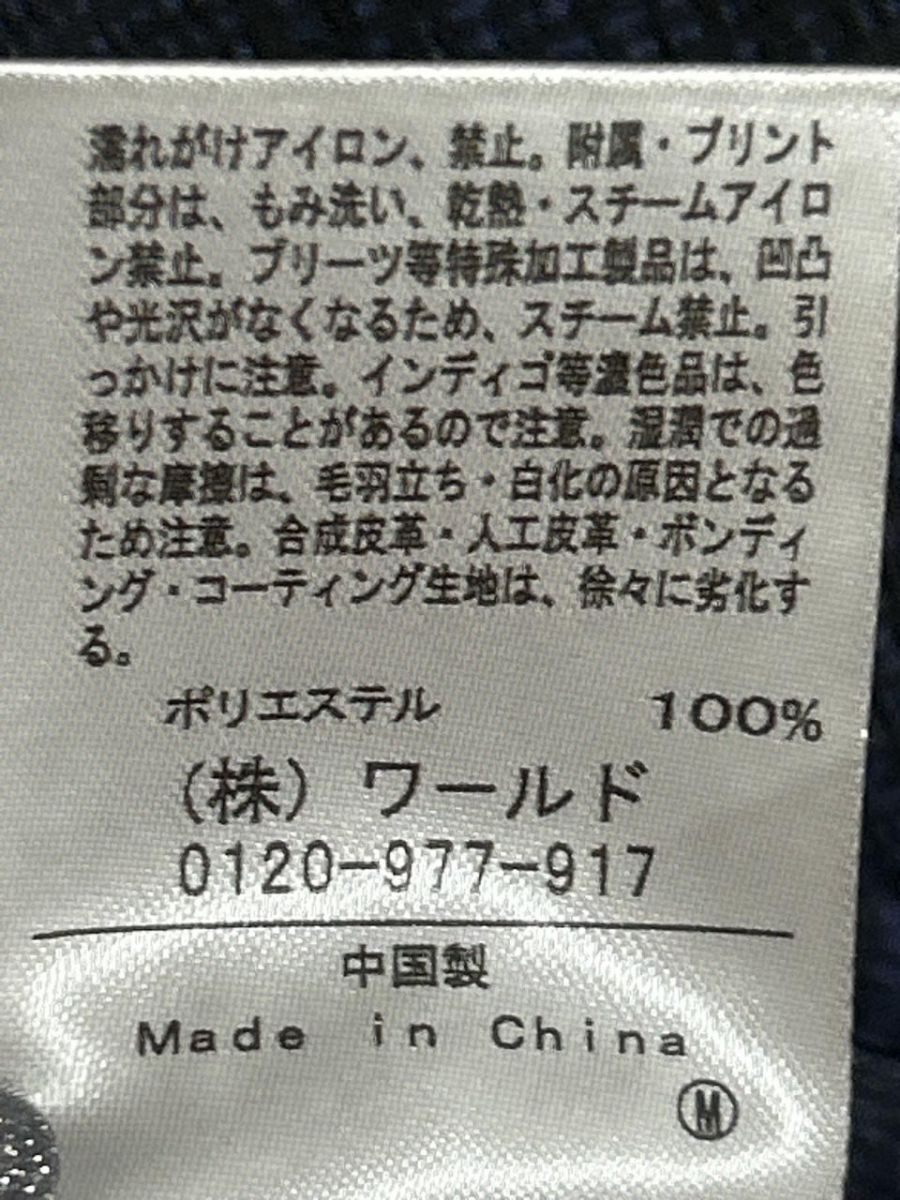 濡れがけアイロン、禁止。附属・プリント
部分は、もみ洗い、乾熱・スチームアイロ
ン禁止。プリーツ等特殊加工製品は、凹凸
や光沢がなくなるため、スチーム禁止。引
っかけに注意。インディゴ等濃色品は、色
移りすることがあるので注意。湿潤での過
剰な摩擦は、毛羽立ち・白化の原因となる
ため注意。合成皮革・人工皮革・ボンディ
ング・コーティング生地は、徐々に劣化す
る。
ポリエステル 100%
(株) ワールド
0120-977-917
中国製
Made in China
M